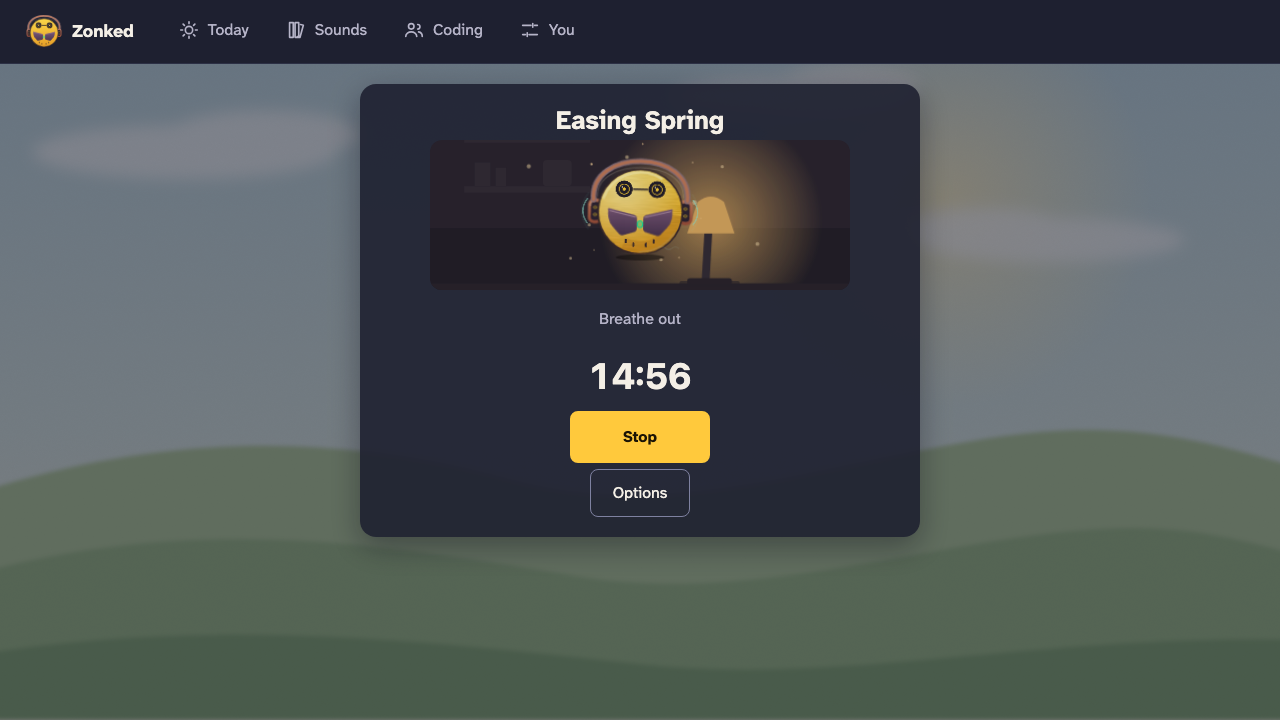 Zonked
Today
Sounds
Coding
You
Easing Spring
Breathe out
14:56
Stop
Options